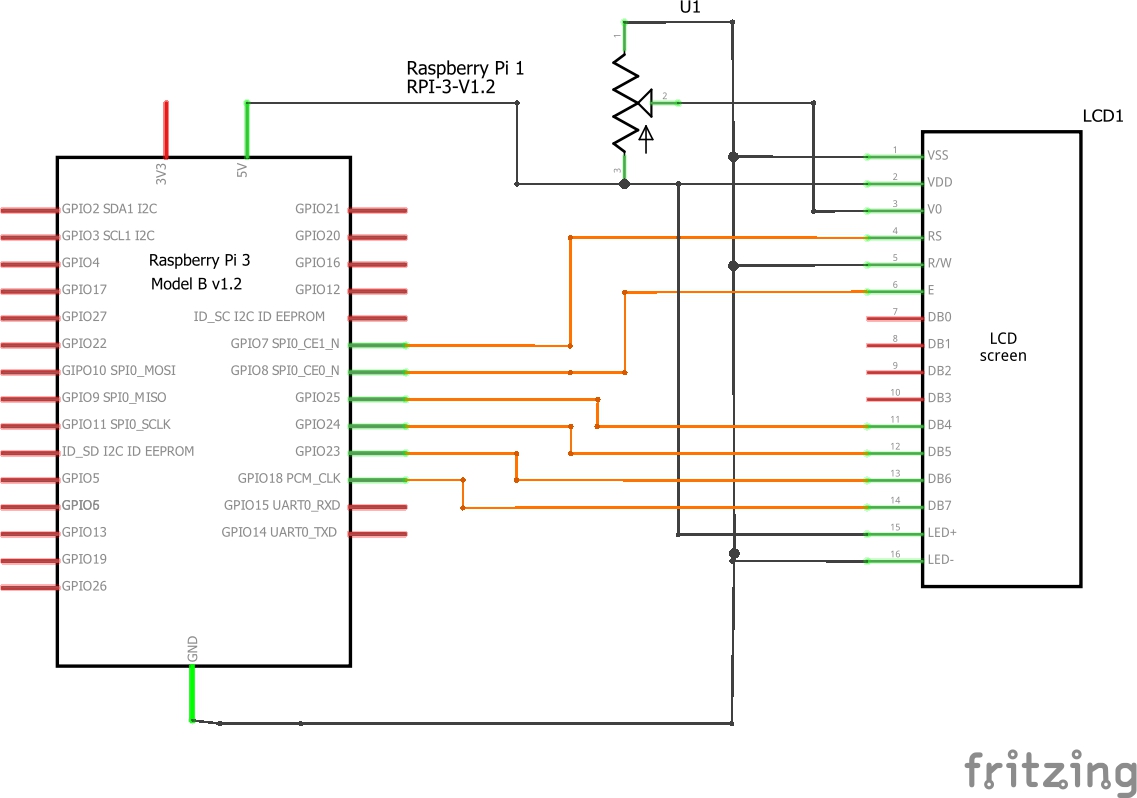 U1
1
Raspberry Pi 1
RPI-3-V1.2
2
3
LCD1
3V3
5V
GPIO2 SDA1 I2C
GPIO3 SCL1 I2C
GPIO4
GPIO17
GPIO27
GPIO22
GIPO10 SPI0_MOSI
GPIO9 SPI0_MISO
GPIO11 SPI0_SCLK
ID_SD I2C ID EEPROM
GPIO5
GPIO6
GPIO13
GPIO19
GPIO26
Raspberry Pi 3
Model B v1.2
GPIO21
GPIO20
GPIO16
GPIO12
ID_SC I2C ID EEPROM
GPIO7 SPI0_CE1_N
GPIO8 SPI0_CE0_N
GPIO25
GPIO24
GPIO23
GPIO18 PCM_CLK
GPIO15 UART0_RXD
GPIO14 UART0_TXD
GND
1 VSS
2 VDD
3 V0
4 RS
5 R/W
6 E
7 DB0
8 DB1
9 DB2
10 DB3
11 DB4
12 DB5
13 DB6
14 DB7
15 LED+
16 LED-
LCD
screen
fritzing